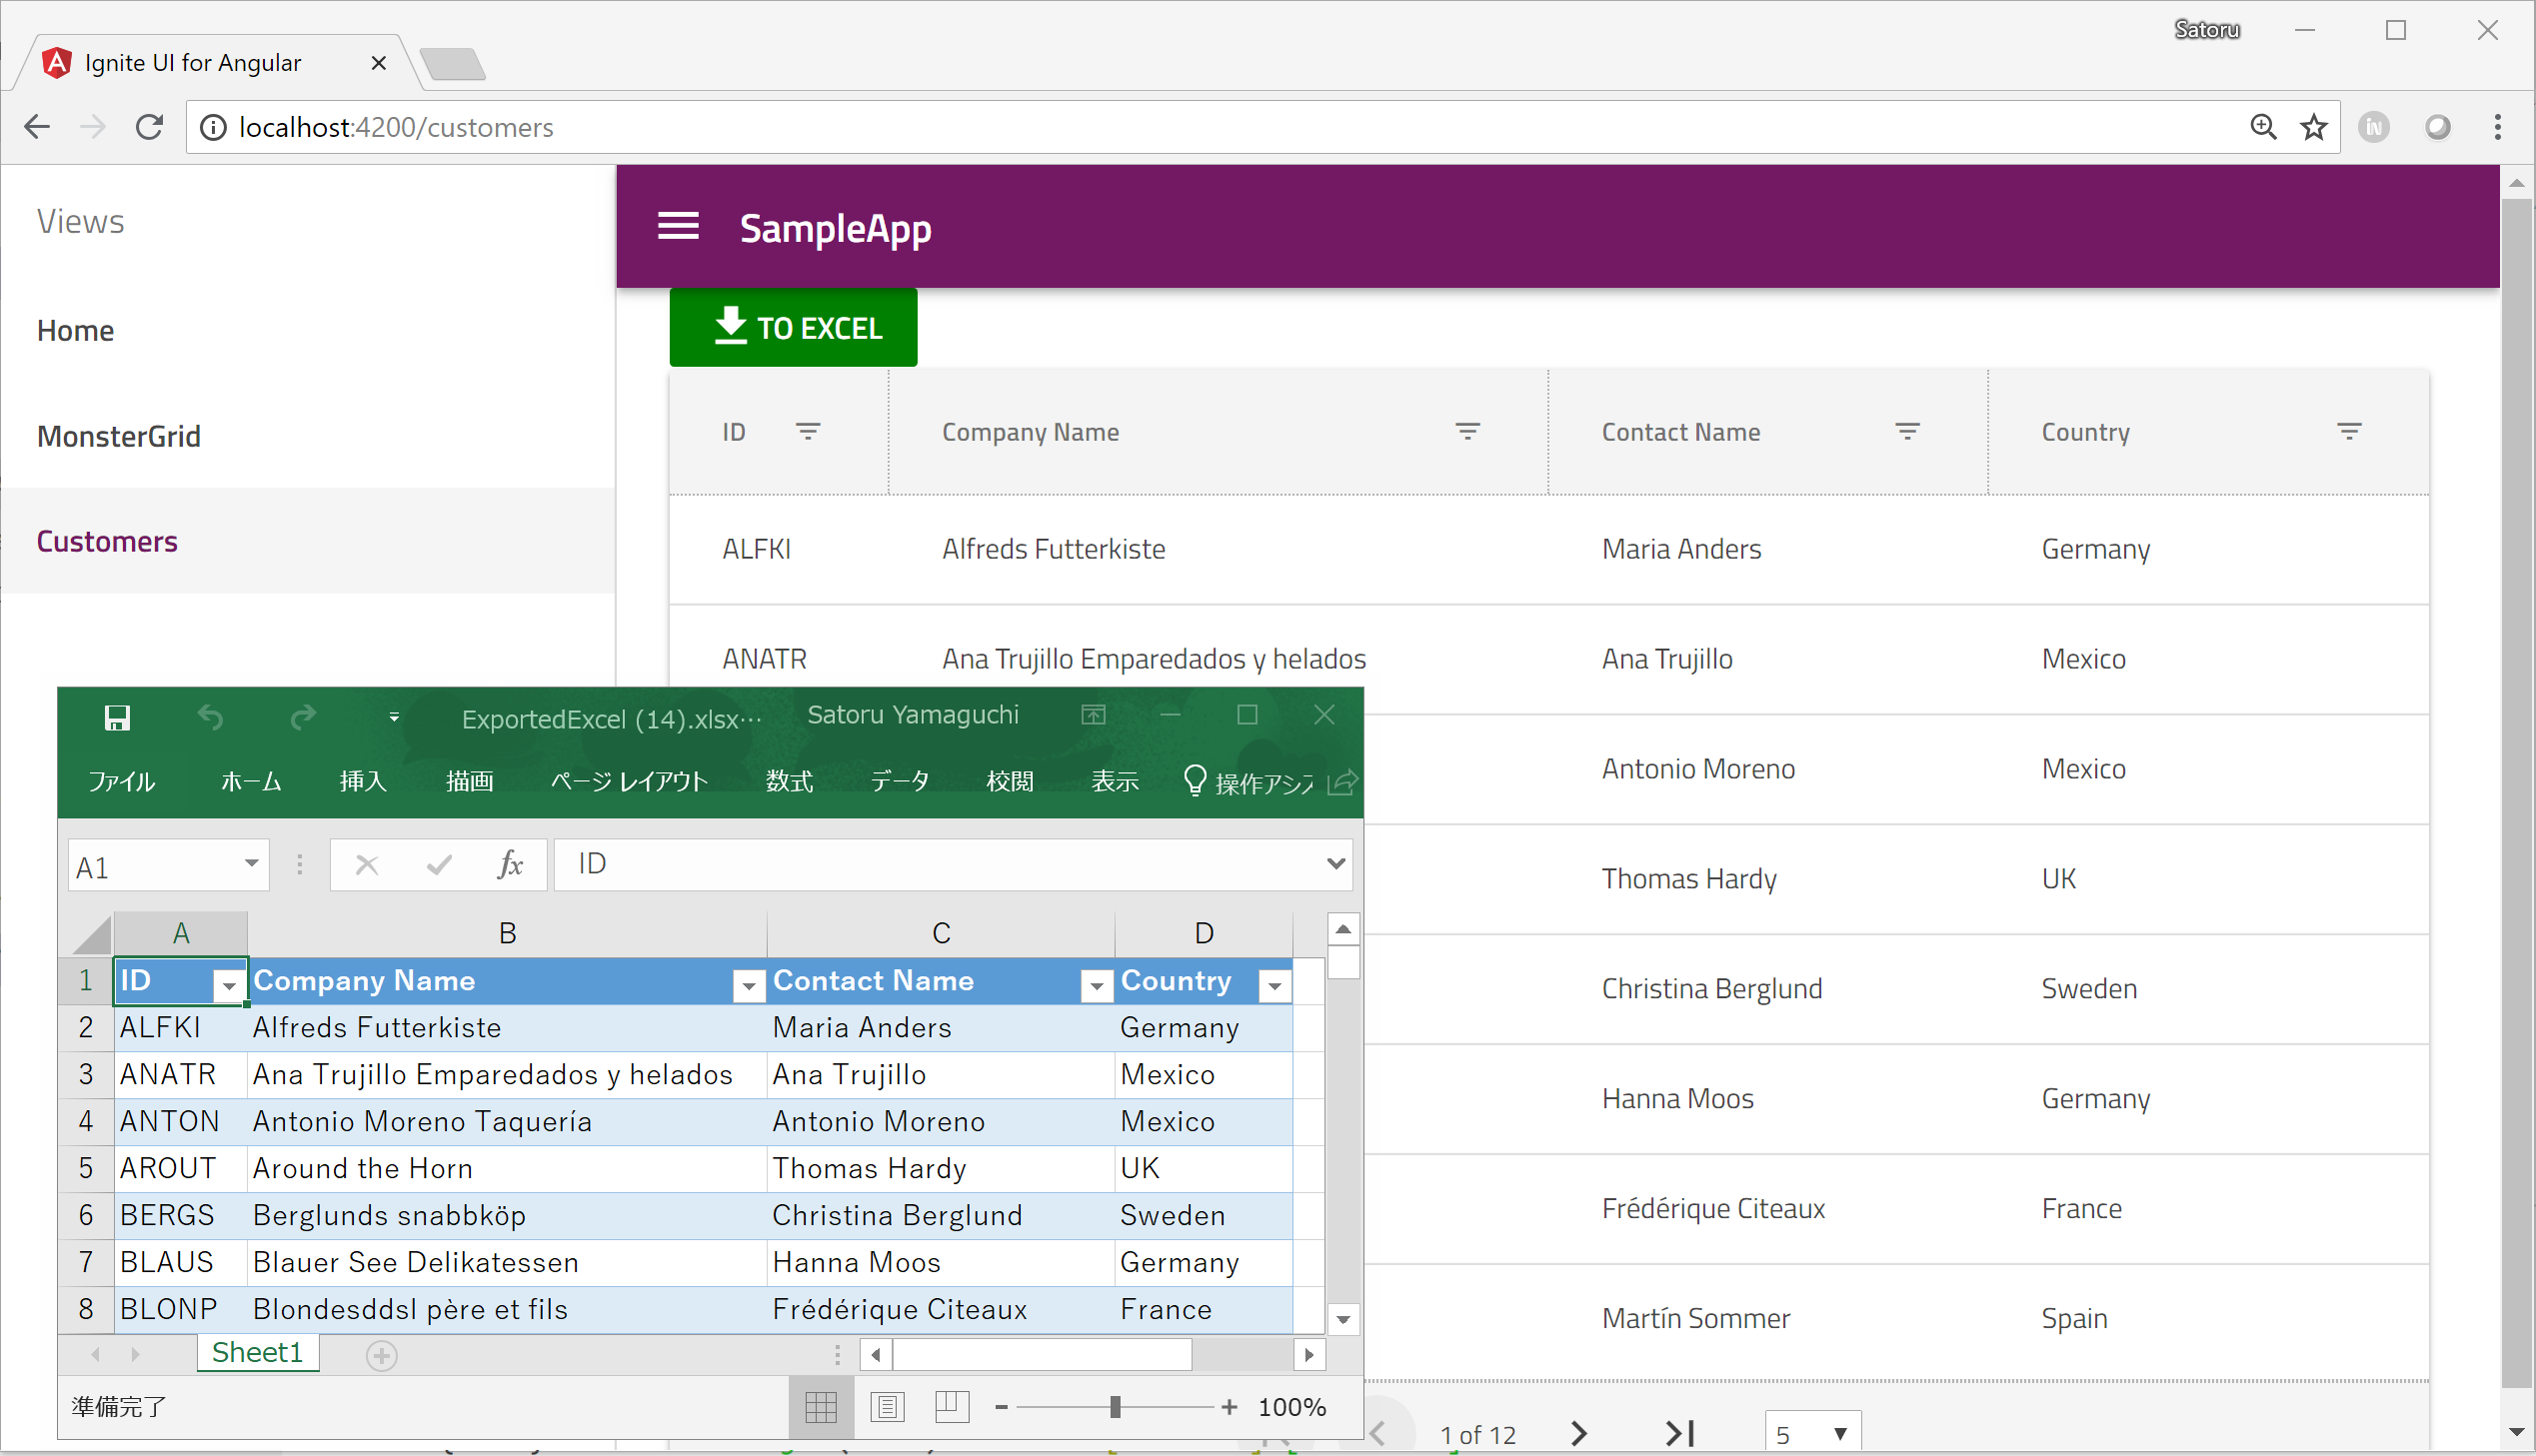 Satoru
Ignite UI for Angular
localhost:4200/customers
Views
Home
MonsterGrid
Customers
SampleApp
TO EXCEL
ID Company Name Contact Name Country
ALFKI Alfreds Futterkiste Maria Anders Germany
ANATR Ana Trujillo Emparedados y helados Ana Trujillo Mexico
Antonio Moreno Mexico
Thomas Hardy UK
Christina Berglund Sweden
Hanna Moos Germany
Frédérique Citeaux France
Martín Sommer Spain
1 of 12 5
ExportedExcel (14).xlsx… Satoru Yamaguchi
ファイル ホーム 挿入 描画 ページ レイアウト 数式 データ 校閲 表示 操作アシス
A1 fx ID
A B C D
1 ID Company Name Contact Name Country
2 ALFKI Alfreds Futterkiste Maria Anders Germany
3 ANATR Ana Trujillo Emparedados y helados Ana Trujillo Mexico
4 ANTON Antonio Moreno Taquería Antonio Moreno Mexico
5 AROUT Around the Horn Thomas Hardy UK
6 BERGS Berglunds snabbköp Christina Berglund Sweden
7 BLAUS Blauer See Delikatessen Hanna Moos Germany
8 BLONP Blondesddsl père et fils Frédérique Citeaux France
Sheet1
準備完了 100%